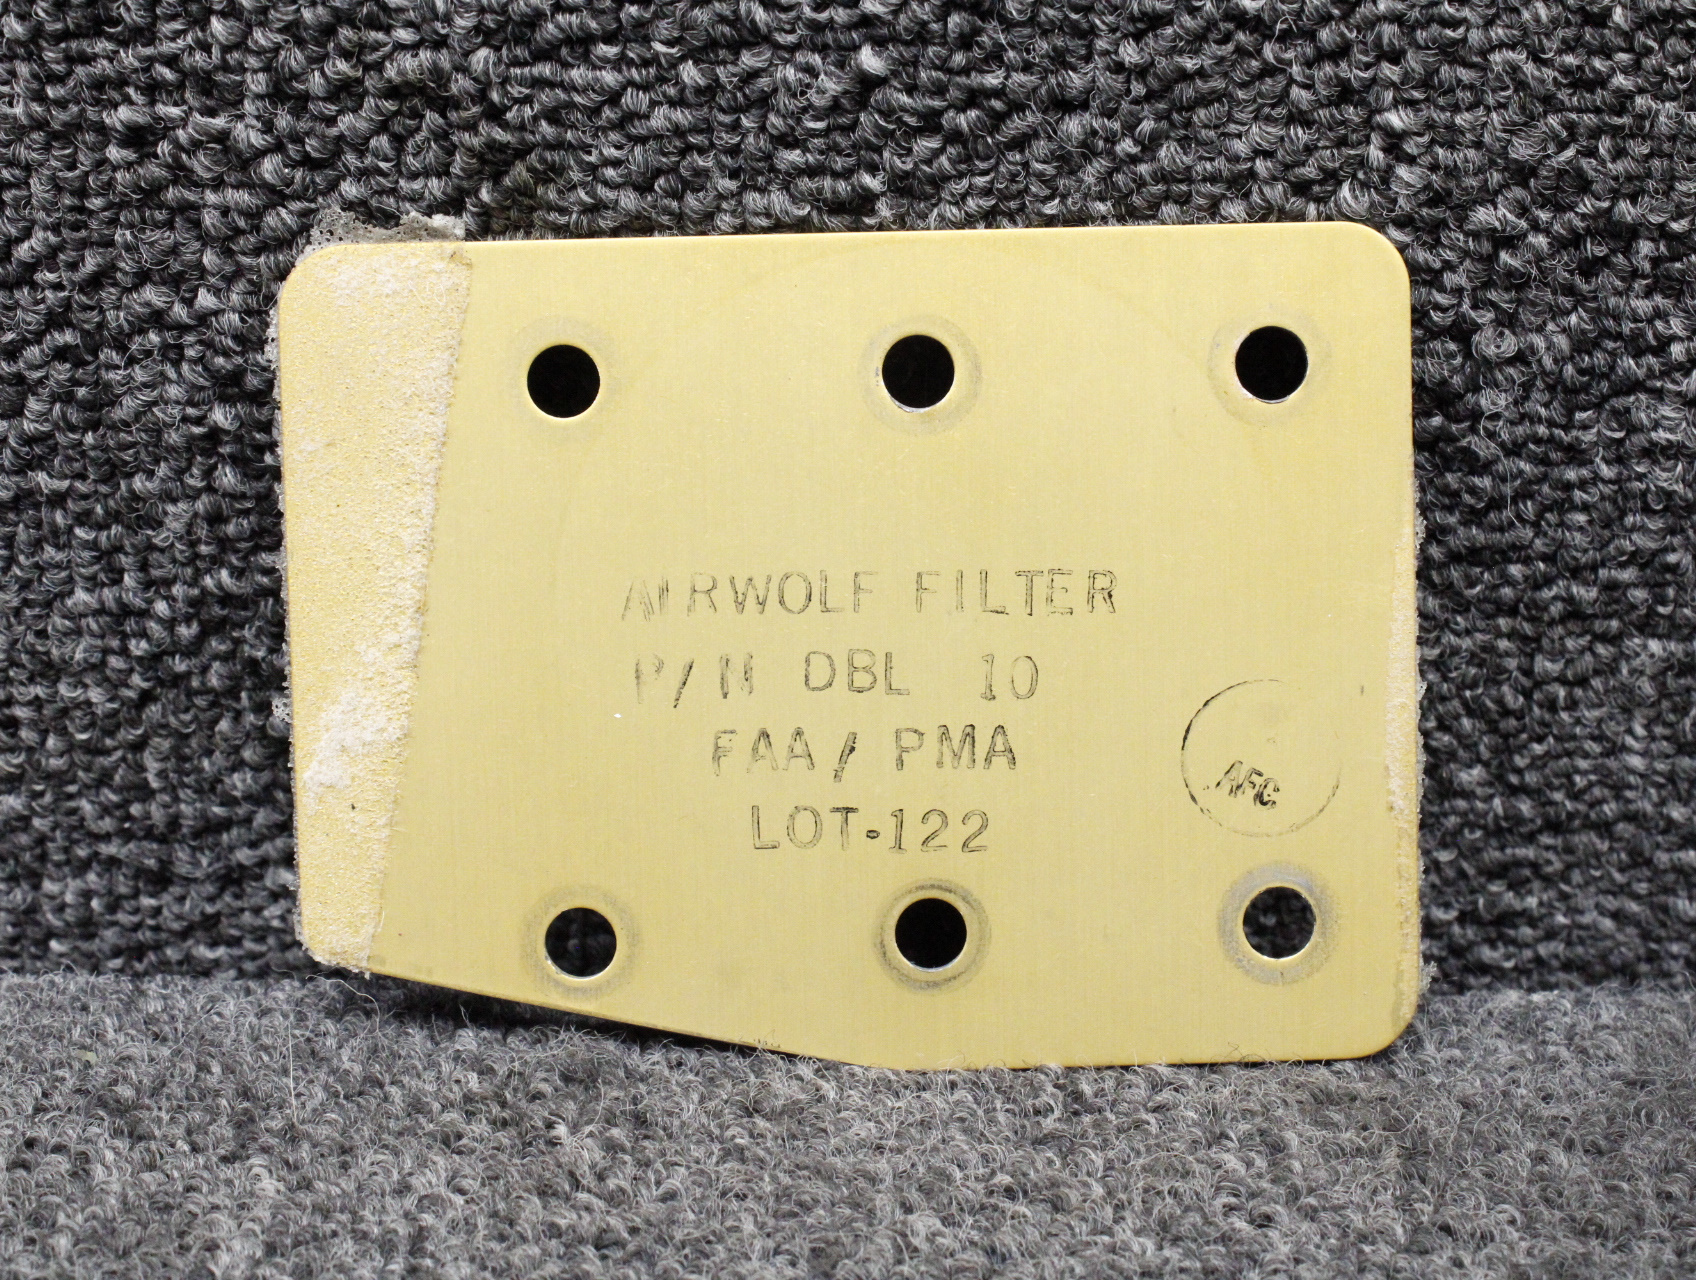 AIRWOLF FILTER
P/N DBL 10
FAA/PMA
LOT-122
AFC